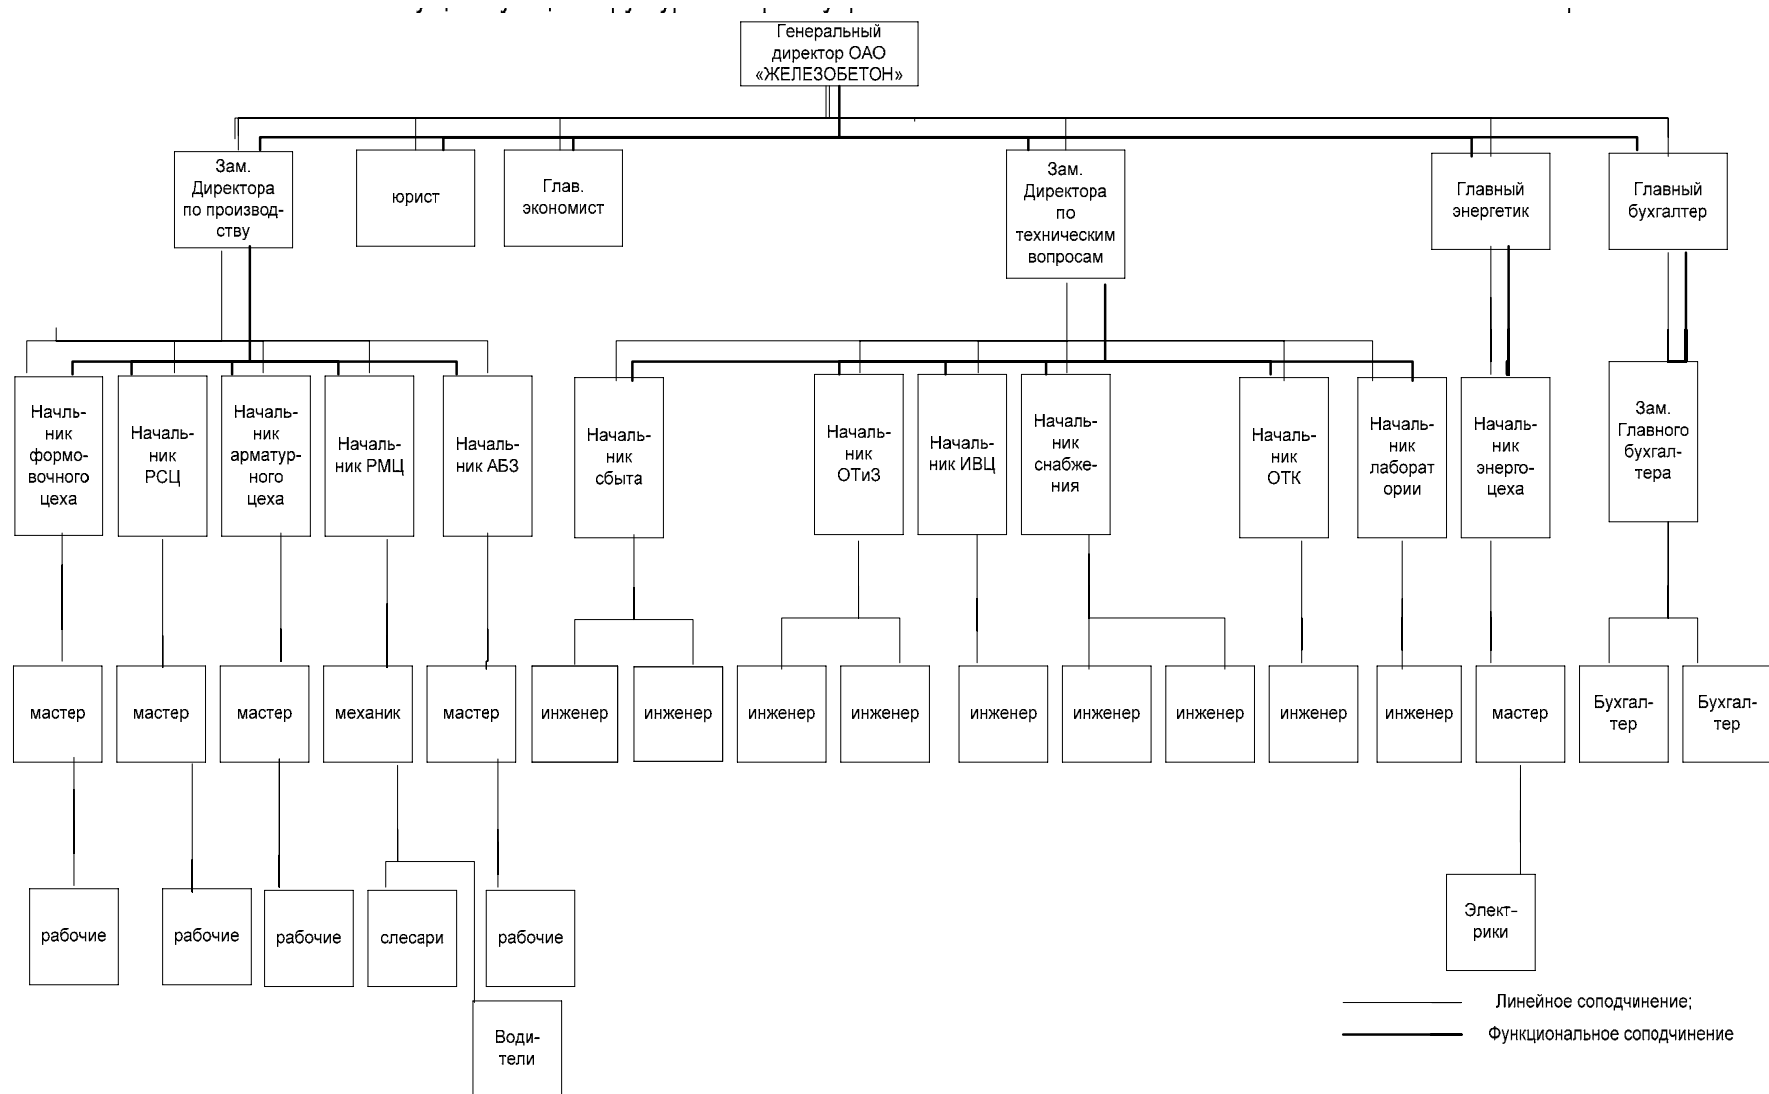 Генеральный
директор ОАО
«ЖЕЛЕЗОБЕТОН»
Зам.
Директора
по производ-
ству
юрист
Глав.
экономист
Зам.
Директора
по
техническим
вопросам
Главный
энергетик
Главный
бухгалтер
Начль-
ник
формо-
вочного
цеха
Началь-
ник
РСЦ
Началь-
ник
арматур-
ного
цеха
Началь-
ник РМЦ
Началь-
ник АБЗ
Началь-
ник
сбыта
Началь-
ник
ОТиЗ
Началь-
ник ИВЦ
Началь-
ник
снабже-
ния
Началь-
ник
ОТК
Началь-
ник
лаборат
ории
Началь-
ник
энерго-
цеха
Зам.
Главного
бухгал-
тера
мастер
мастер
мастер
механик
мастер
инженер
инженер
инженер
инженер
инженер
инженер
инженер
инженер
инженер
мастер
Бухгал-
тер
Бухгал-
тер
рабочие
рабочие
рабочие
слесари
рабочие
Элект-
рики
Води-
тели
Линейное соподчинение;
Функциональное соподчинение